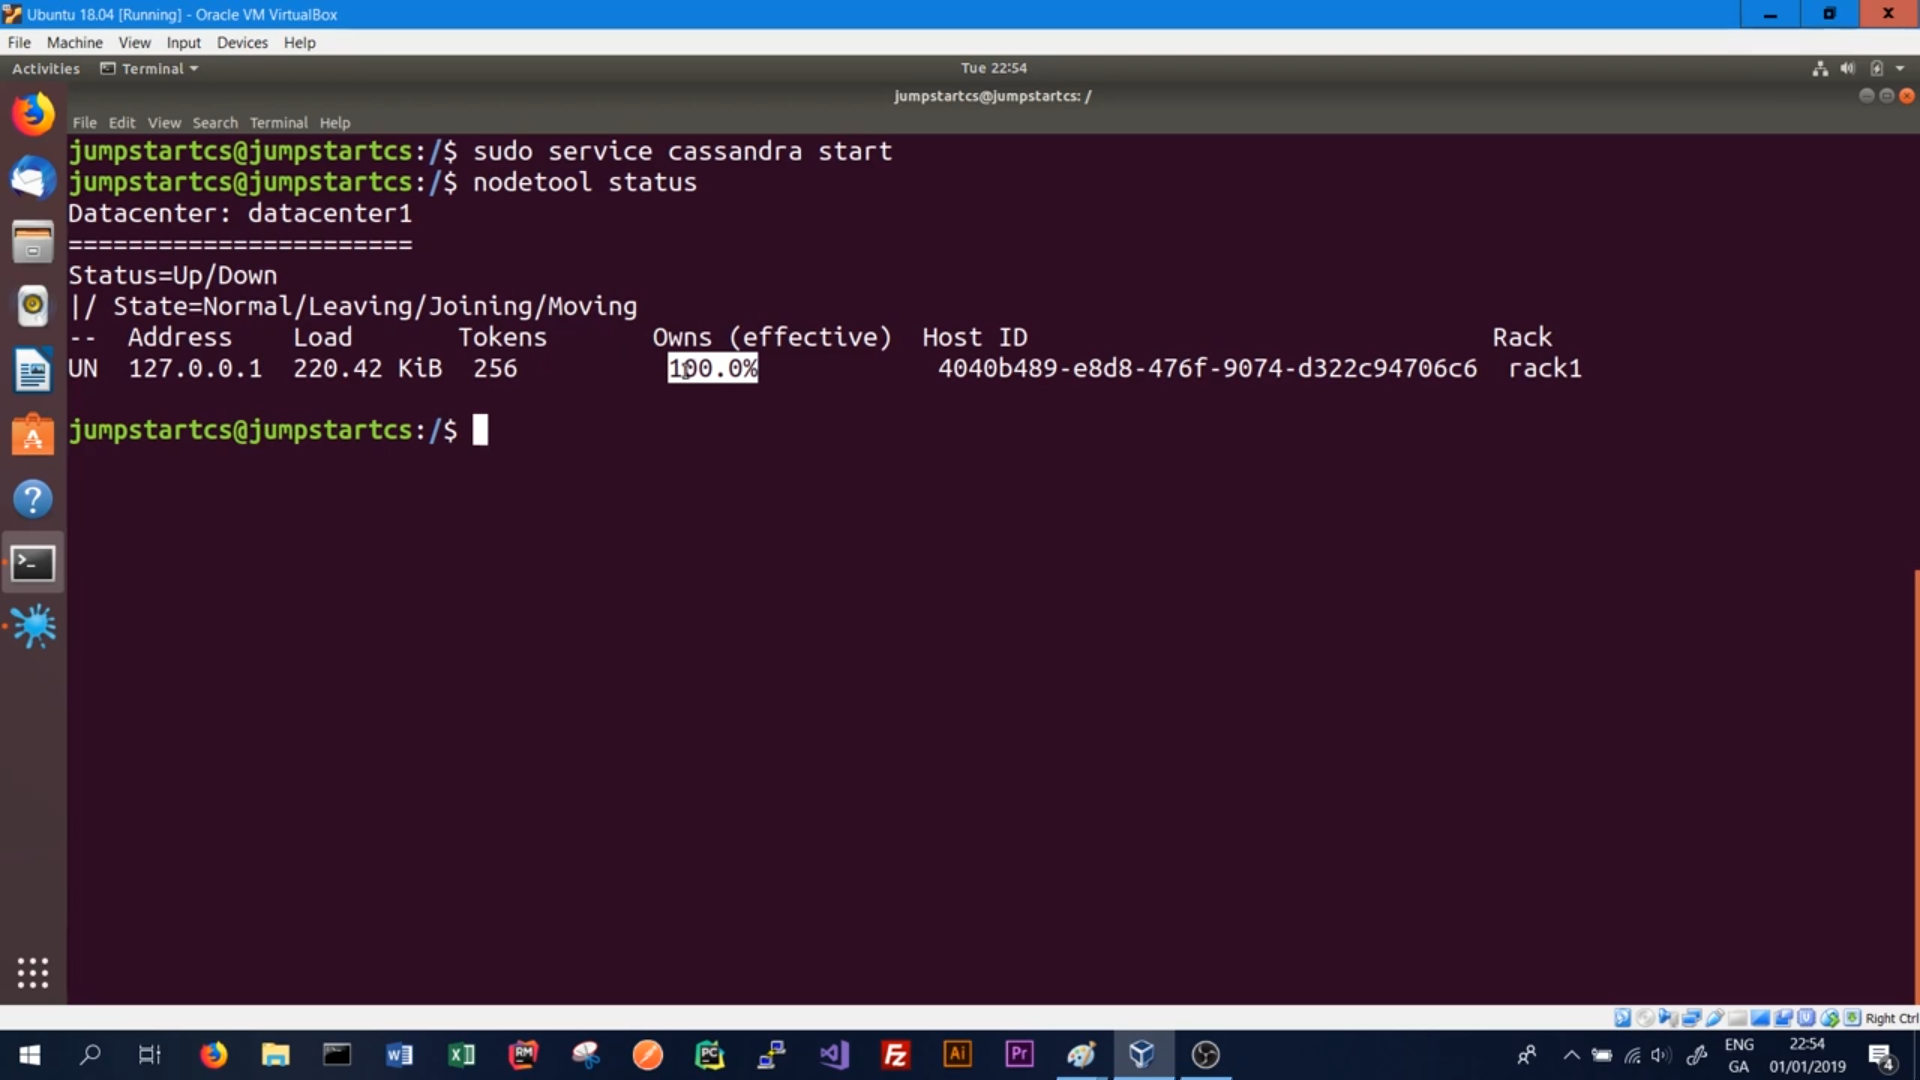 Ubuntu 18.04 [Running] - Oracle VM VirtualBox
File Machine View Input Devices Help
Activities Terminal Tue 22:54
jumpstartcs@jumpstartcs: /
File Edit View Search Terminal Help
jumpstartcs@jumpstartcs:/$ sudo service cassandra start
jumpstartcs@jumpstartcs:/$ nodetool status
Datacenter: datacenter1
=======================
Status=Up/Down
|/ State=Normal/Leaving/Joining/Moving
-- Address Load Tokens Owns (effective) Host ID Rack
UN 127.0.0.1 220.42 KiB 256 100.0% 4040b489-e8d8-476f-9074-d322c94706c6 rack1
jumpstartcs@jumpstartcs:/$
Right Ctrl
ENG 22:54
GA 01/01/2019 4